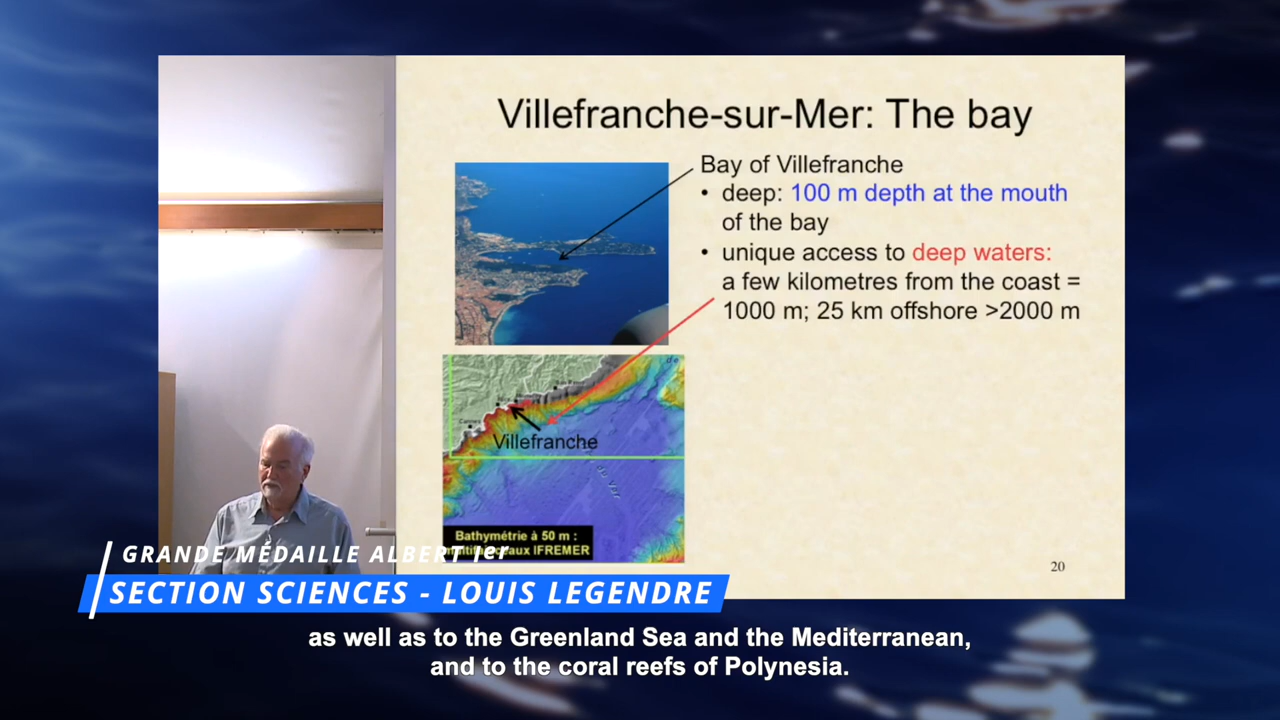 Villefranche-sur-Mer: The bay
Bay of Villefranche
• deep: 100 m depth at the mouth
of the bay
• unique access to deep waters:
a few kilometres from the coast =
1000 m; 25 km offshore >2000 m
Villefranche
du Var
Bathymétrie à 50 m :
IFREMER
20
GRANDE MÉDAILLE ALBERT Ier
SECTION SCIENCES - LOUIS LEGENDRE
as well as to the Greenland Sea and the Mediterranean,
and to the coral reefs of Polynesia.